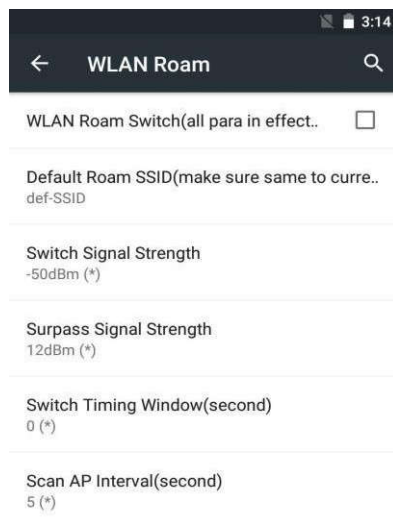 3:14
WLAN Roam
WLAN Roam Switch(all para in effect..
Default Roam SSID(make sure same to curre..
def-SSID
Switch Signal Strength
-50dBm (*)
Surpass Signal Strength
12dBm (*)
Switch Timing Window(second)
0 (*)
Scan AP Interval(second)
5 (*)